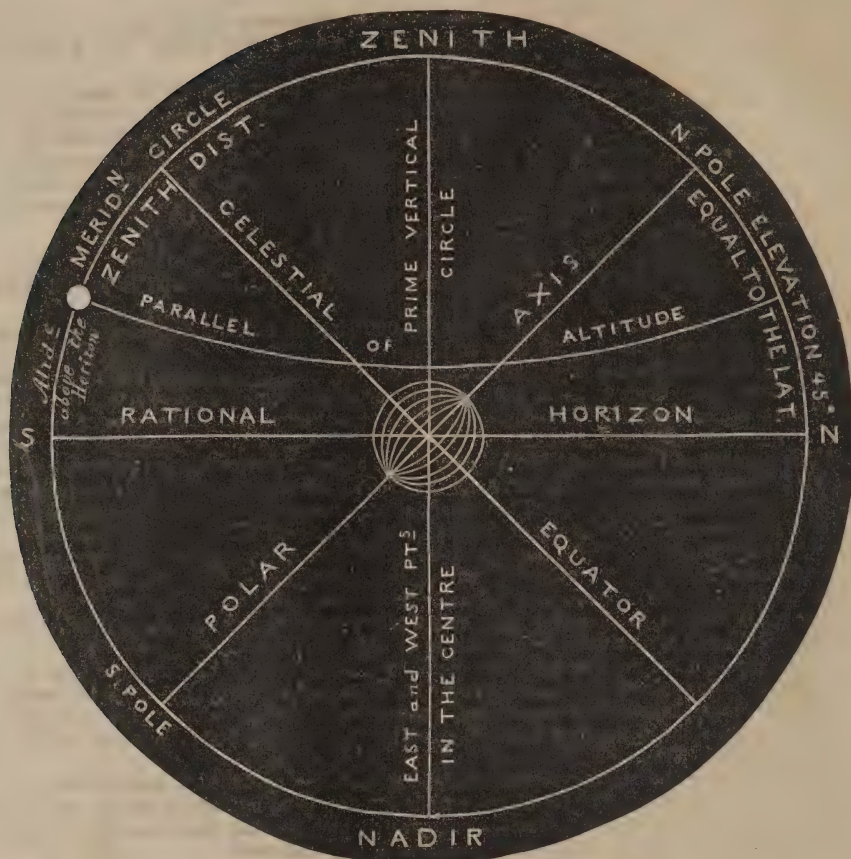 ZENITH
MERIDN CIRCLE
ZENITH DIST.
N POLE ELEVATION 45°
EQUAL TO THE LAT.
CELESTIAL
PRIME VERTICAL
CIRCLE
AXIS
PARALLEL
OF
ALTITUDE
above the
Horizon
RATIONAL
HORIZON
S
N
POLAR
EQUATOR
EAST and WEST PTS
IN THE CENTRE
S. POLE
NADIR